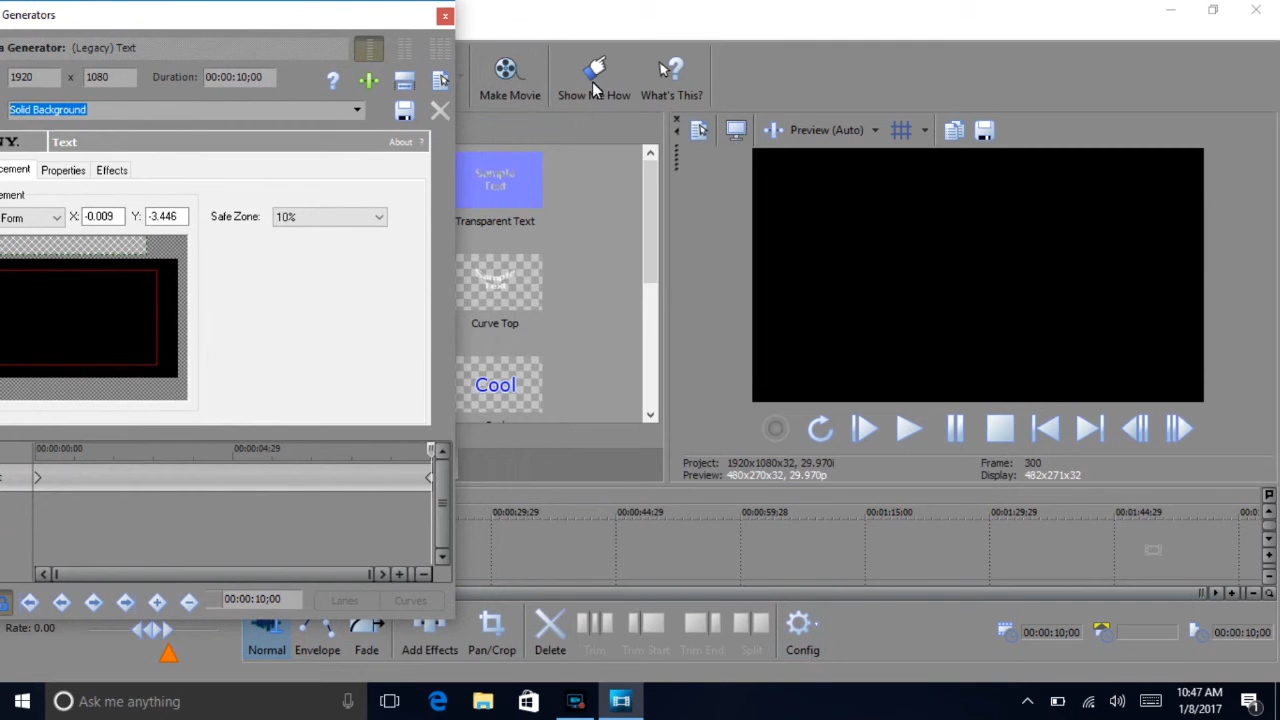 Generators
a Generator: (Legacy) Text
1920 x 1080 Duration: 00:00:10;00
Solid Background
NY. Text About ?
cement Properties Effects
ement
Form X: -0.009 Y: -3.446 Safe Zone: 10%
00:00:00;00 00:00:04;29
00:00:10;00 Lanes Curves
Make Movie Show Me How What's This?
Sample Text
Transparent Text
Sample Text
Curve Top
Cool
Preview (Auto)
Project: 1920x1080x32, 29.970i Frame: 300
Preview: 480x270x32, 29.970p Display: 482x271x32
00:00:29:29 00:00:44:29 00:00:59:28 00:01:15:00 00:01:29:29 00:01:44:29 00:0
Rate: 0.00 Normal Envelope Fade Add Effects Pan/Crop Delete Trim Trim Start Trim End Split Config 00:00:10;00 00:00:10;00
Ask me anything
10:47 AM
1/8/2017
1